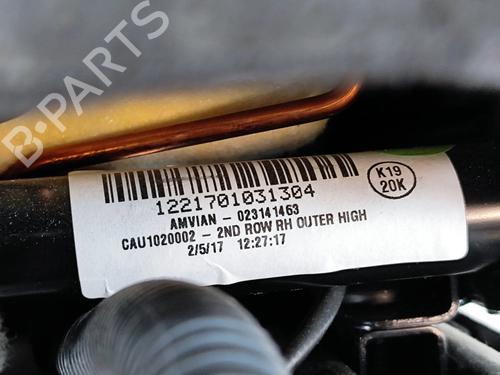 B-PARTS
1221701031304
AMVIAN - 023141463
CAU1020002 - 2ND ROW RH OUTER HIGH
2/5/17 12:27:17
K19
20K